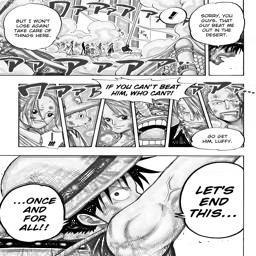 SORRY,
YOU
GUYS. THAT
GUY BEAT ME
OUT IN THE
DESERT.
BUT I WON'T
LOSE AGAIN!
TAKE CARE OF
THINGS HERE.
IF YOU CAN'T BEAT
HIM, WHO CAN?!
GO GET
HIM, LUFFY.
LET'S
END
THIS...
...ONCE
AND
FOR
ALL!!